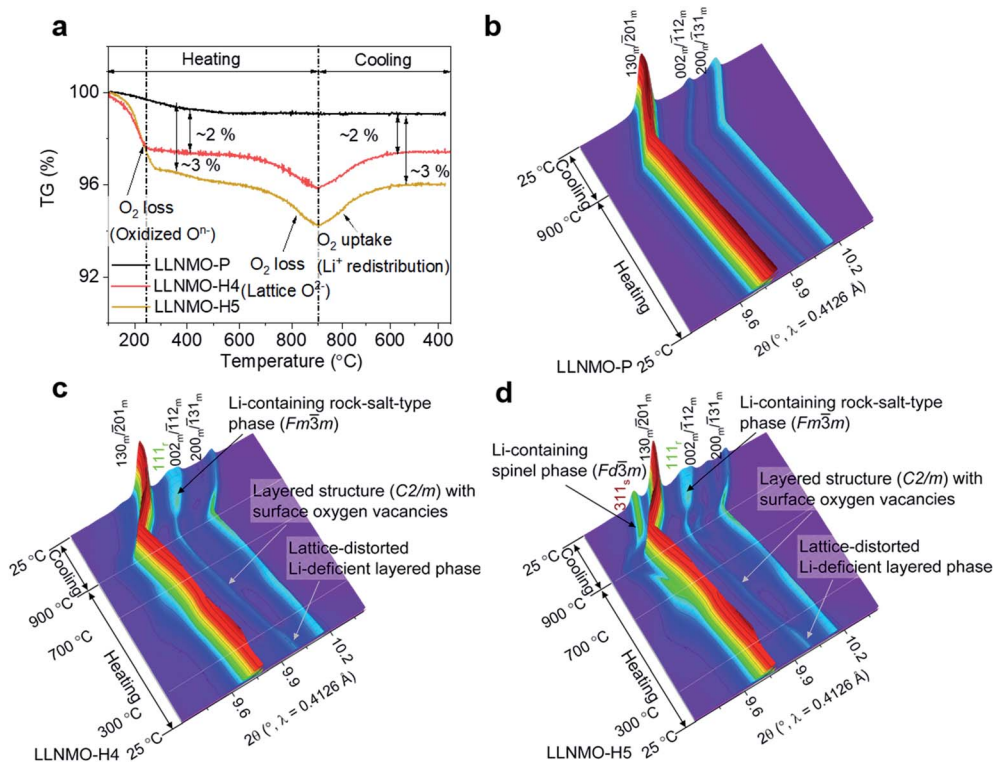 a
Heating
Cooling
100
96
92
TG (%)
~2 %
~3 %
~2 %
~3 %
O2 loss
(Oxidized Oⁿ⁻)
O2 loss
(Lattice O²⁻)
O2 uptake
(Li⁺ redistribution)
LLNMO-P
LLNMO-H4
LLNMO-H5
200 400 600 800 800 600 400
Temperature (°C)
b
130m/2̅01m
002m/1̅12m
200m/1̅31m
25 °C
Cooling
900 °C
Heating
25 °C
LLNMO-P
9.6
9.9
10.2
2θ (°, λ = 0.4126 Å)
c
130m/2̅01m
111r
002m/1̅12m
200m/1̅31m
Li-containing rock-salt-type
phase (Fm3̅m)
Layered structure (C2/m) with
surface oxygen vacancies
Lattice-distorted
Li-deficient layered phase
25 °C
Cooling
900 °C
700 °C
Heating
300 °C
25 °C
LLNMO-H4
9.6
9.9
10.2
2θ (°, λ = 0.4126 Å)
d
Li-containing
spinel phase (Fd3̅m)
311s
130m/2̅01m
111r
002m/1̅12m
200m/1̅31m
Li-containing rock-salt-type
phase (Fm3̅m)
Layered structure (C2/m) with
surface oxygen vacancies
Lattice-distorted
Li-deficient layered phase
25 °C
Cooling
900 °C
700 °C
Heating
300 °C
25 °C
LLNMO-H5
9.6
9.9
10.2
2θ (°, λ = 0.4126 Å)